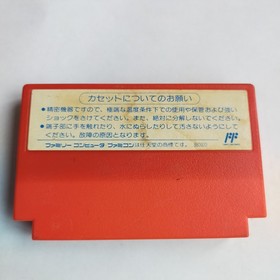 カセットについてのお願い
●精密機器ですので、極端な温度条件下での使用や保管および強い
ショックをさけてください。また、絶対に分解しないでください。
●端子部に手を触れたり、水にぬらしたりして汚さないようにして
ください。故障の原因となります。
ファミリーコンピュータ ファミコンは任天堂の商標です。